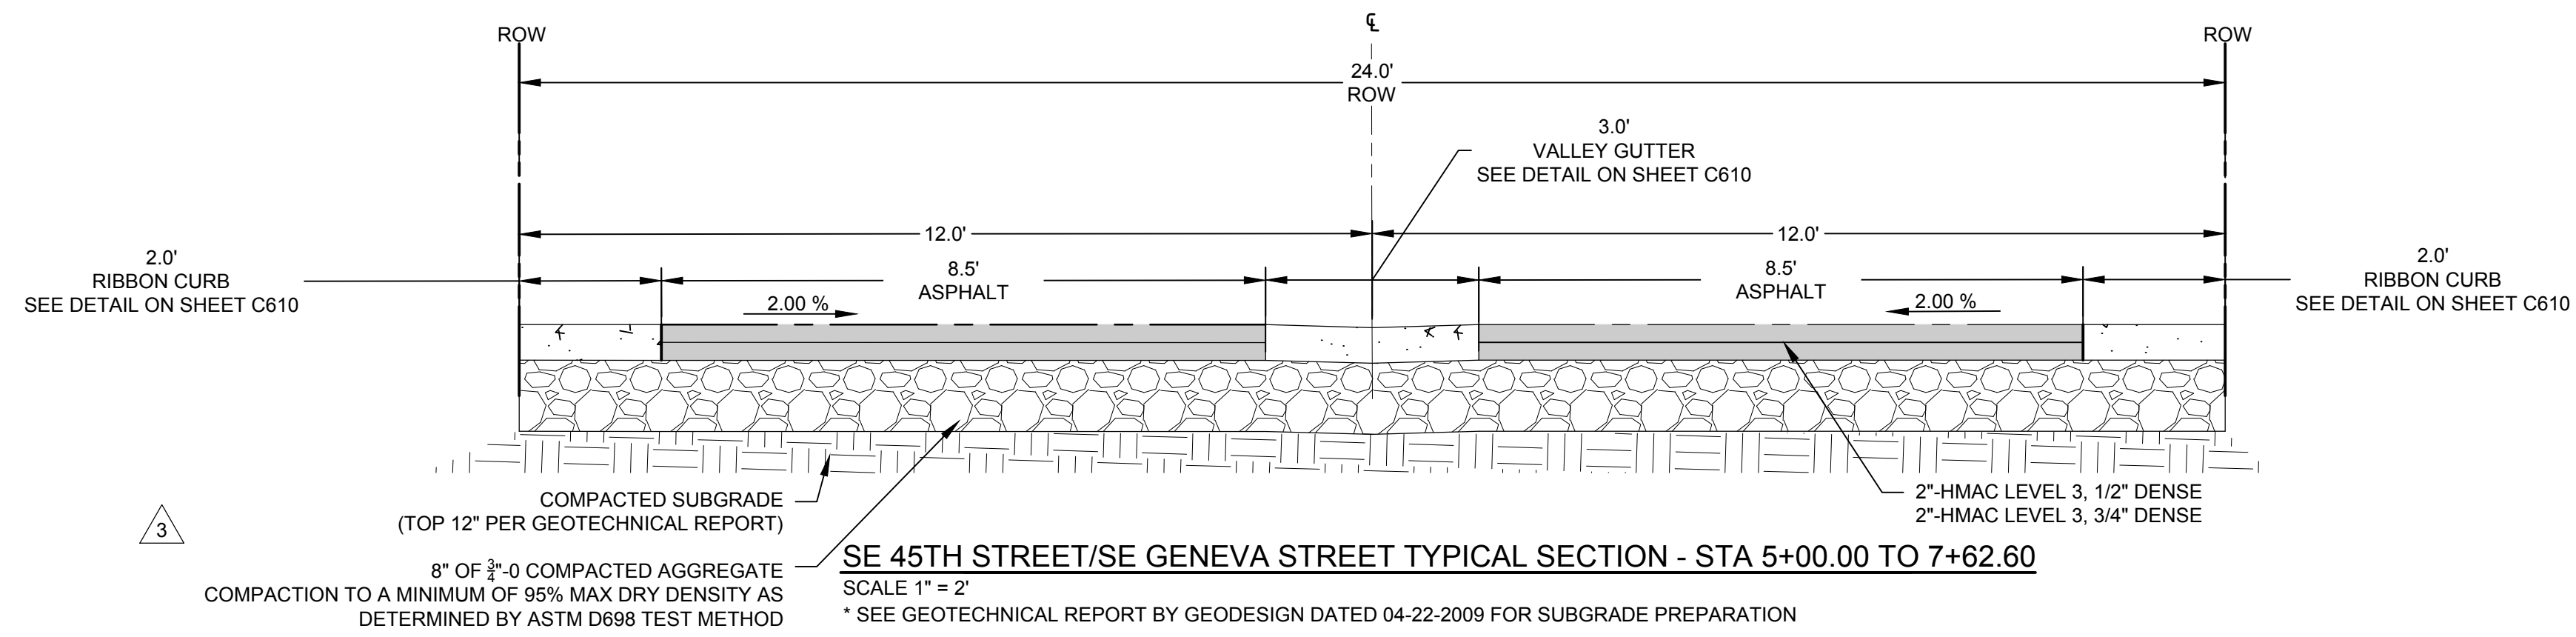 ℄
ROW
ROW
24.0'
ROW
3.0'
VALLEY GUTTER
SEE DETAIL ON SHEET C610
12.0'
12.0'
2.0'
RIBBON CURB
SEE DETAIL ON SHEET C610
8.5'
ASPHALT
8.5'
ASPHALT
2.0'
RIBBON CURB
SEE DETAIL ON SHEET C610
2.00 %
2.00 %
COMPACTED SUBGRADE
(TOP 12" PER GEOTECHNICAL REPORT)
2"-HMAC LEVEL 3, 1/2" DENSE
2"-HMAC LEVEL 3, 3/4" DENSE
3
8" OF 3/4"-0 COMPACTED AGGREGATE
COMPACTION TO A MINIMUM OF 95% MAX DRY DENSITY AS
DETERMINED BY ASTM D698 TEST METHOD
SE 45TH STREET/SE GENEVA STREET TYPICAL SECTION - STA 5+00.00 TO 7+62.60
SCALE 1" = 2'
* SEE GEOTECHNICAL REPORT BY GEODESIGN DATED 04-22-2009 FOR SUBGRADE PREPARATION